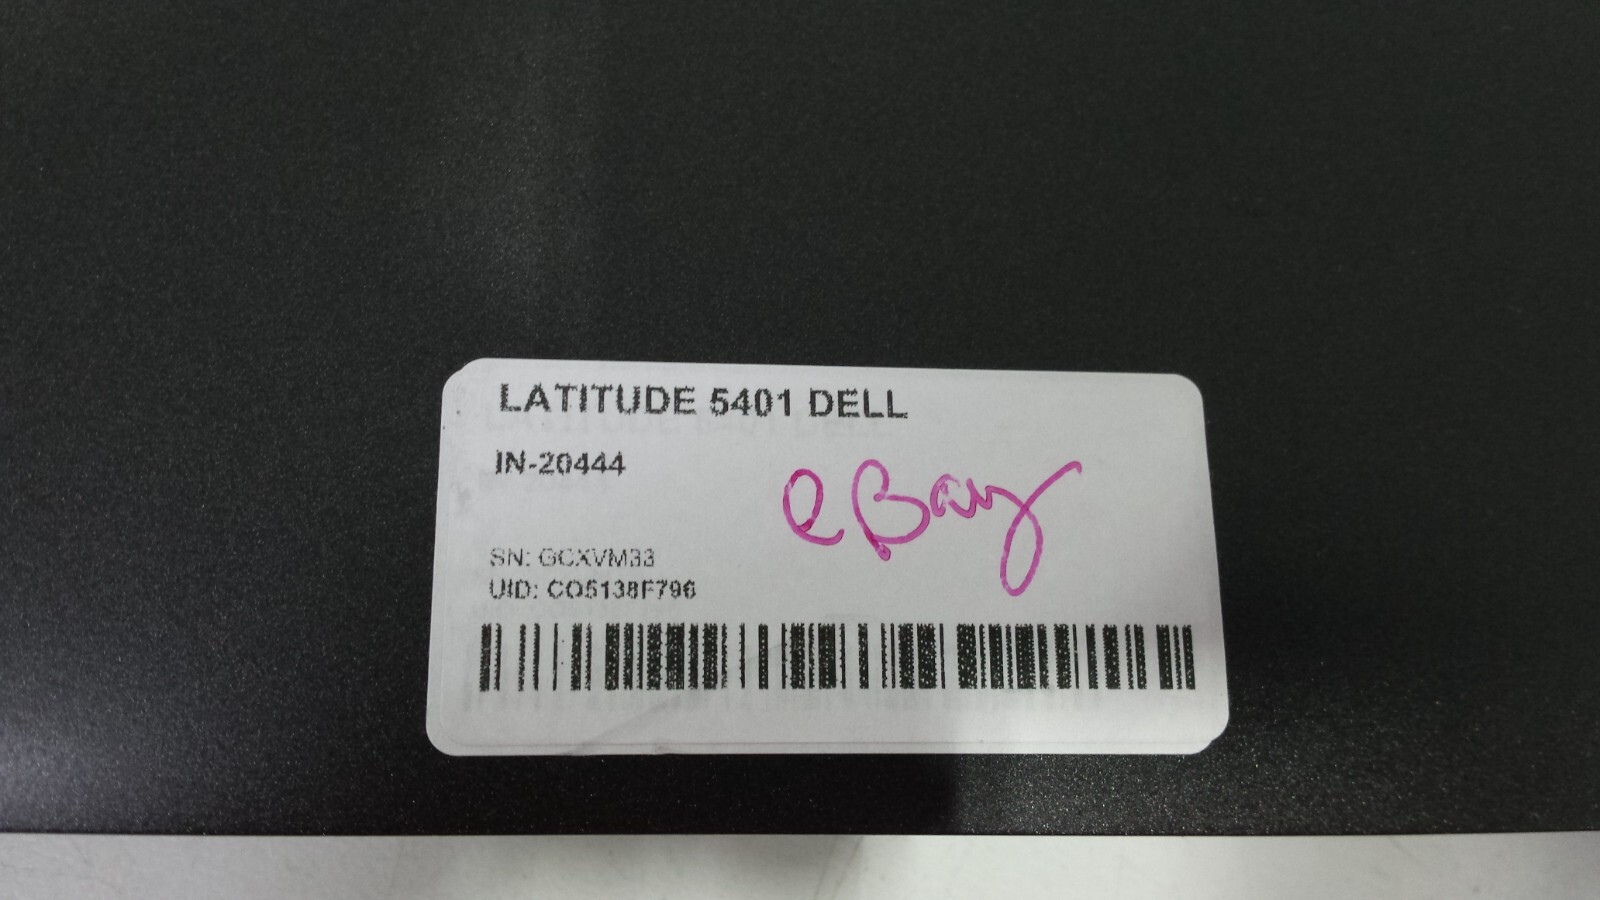 LATITUDE 5401 DELL
IN-20444
eBay
SN: GCXVM33
UID: CO5138F796